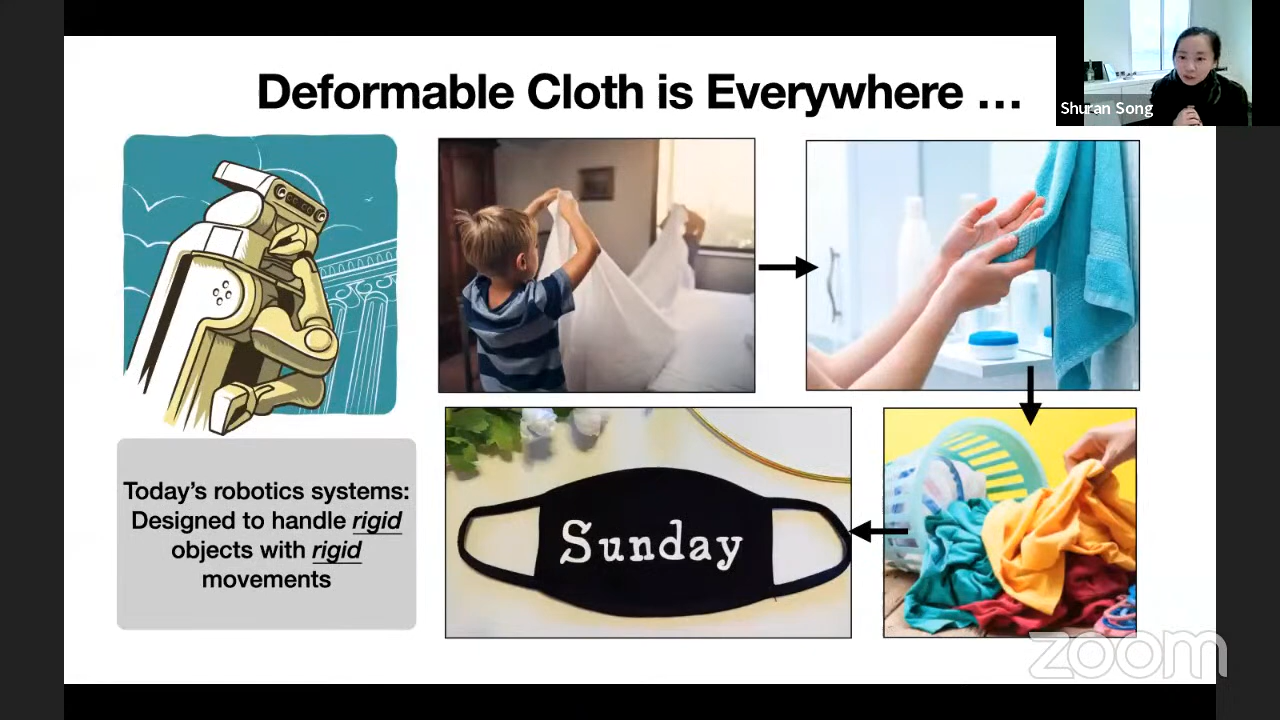 Deformable Cloth is Everywhere …
Shuran Song
Today's robotics systems:
Designed to handle rigid
objects with rigid
movements
Sunday
zoom